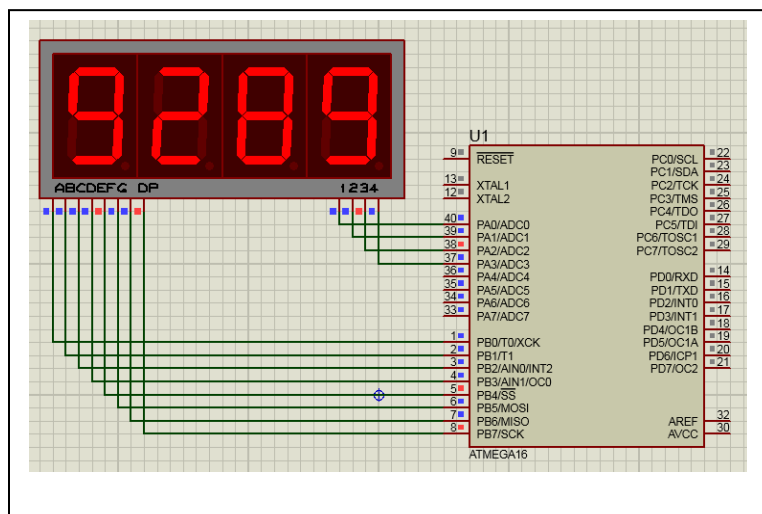 9289
ABCDEFG DP
1234
U1
9
RESET
13
XTAL1
12
XTAL2
40
PA0/ADC0
39
PA1/ADC1
38
PA2/ADC2
37
PA3/ADC3
36
PA4/ADC4
35
PA5/ADC5
34
PA6/ADC6
33
PA7/ADC7
1
PB0/T0/XCK
2
PB1/T1
3
PB2/AIN0/INT2
4
PB3/AIN1/OC0
5
PB4/SS
6
PB5/MOSI
7
PB6/MISO
8
PB7/SCK
PC0/SCL
22
PC1/SDA
23
PC2/TCK
24
PC3/TMS
25
PC4/TDO
26
PC5/TDI
27
PC6/TOSC1
28
PC7/TOSC2
29
PD0/RXD
14
PD1/TXD
15
PD2/INT0
16
PD3/INT1
17
PD4/OC1B
18
PD5/OC1A
19
PD6/ICP1
20
PD7/OC2
21
AREF
32
AVCC
30
ATMEGA16